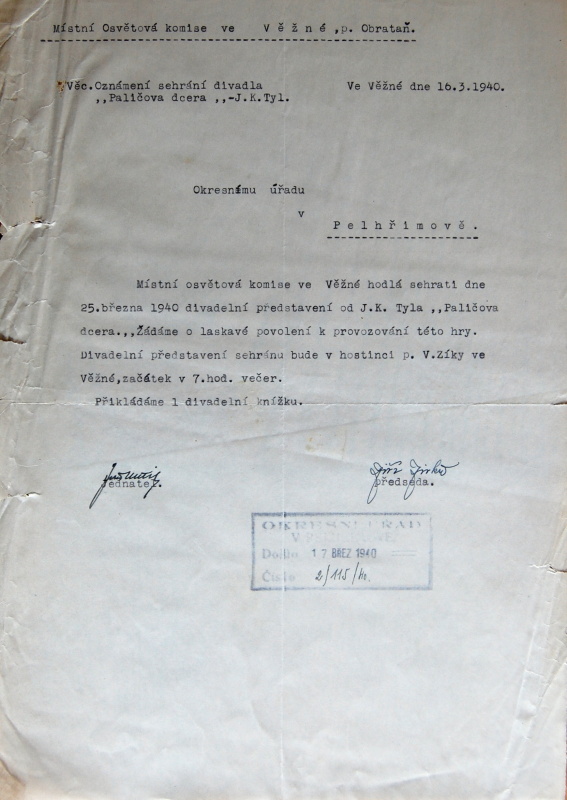 Místní Osvětová komise ve V ě ž n é ,p. Obrataň.
Věc.Oznámení sehrání divadla
Ve Věžné dne 16.3.1940.
,,Paličova dcera ,,-J.K.Tyl.
Okresnímu úřadu
v
P e l h ř i m o v ě .
Místní osvětová komise ve Věžné hodlá sehrati dne
25.března 1940 divadelní představení od J.K. Tyla ,,Paličova
dcera.,,Žádáme o laskavé povolení k provozování této hry.
Divadelní představení sehránu bude v hostinci p. V.Zíky ve
Věžné,začátek v 7.hod. večer.
Přikládáme 1 divadelní knížku.
Jiří
jednatel.
předseda.
OKRESNÍ ÚŘAD
V
Došlo 17 BŘEZ 1940
Číslo 2/115/